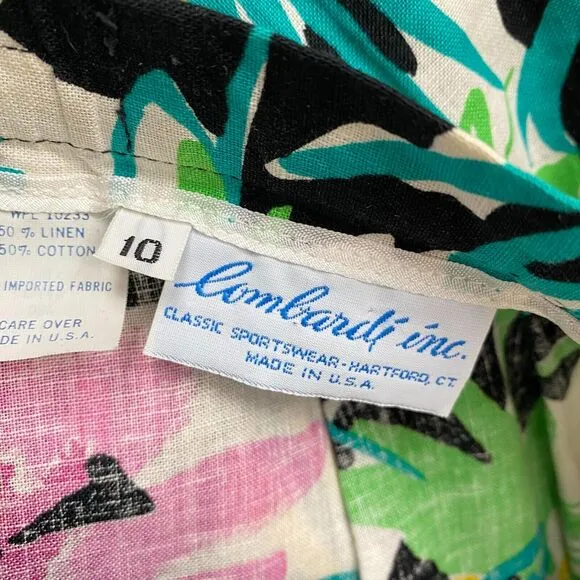 WPL 10233
50 % LINEN
50% COTTON
IMPORTED FABRIC
CARE OVER
IN U.S.A.
10
Lombardi inc.
CLASSIC SPORTSWEAR-HARTFORD, CT.
MADE IN U.S.A.